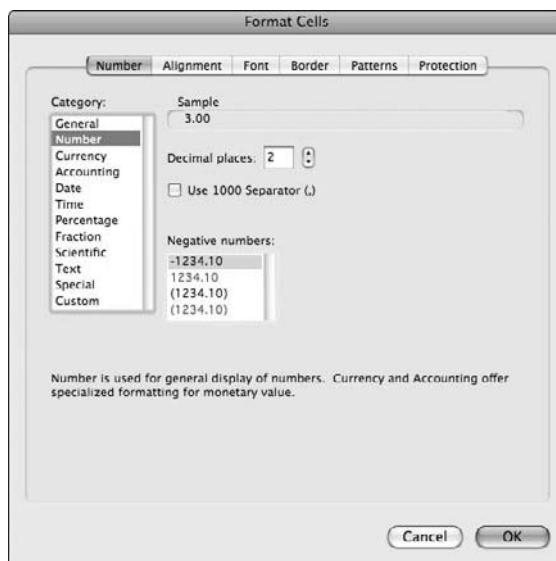 Format Cells
Number Alignment Font Border Patterns Protection
Category:
General
Number
Currency
Accounting
Date
Time
Percentage
Fraction
Scientific
Text
Special
Custom
Sample
3.00
Decimal places: 2
Use 1000 Separator (,)
Negative numbers:
-1234.10
1234.10
(1234.10)
(1234.10)
Number is used for general display of numbers. Currency and Accounting offer
specialized formatting for monetary value.
Cancel OK